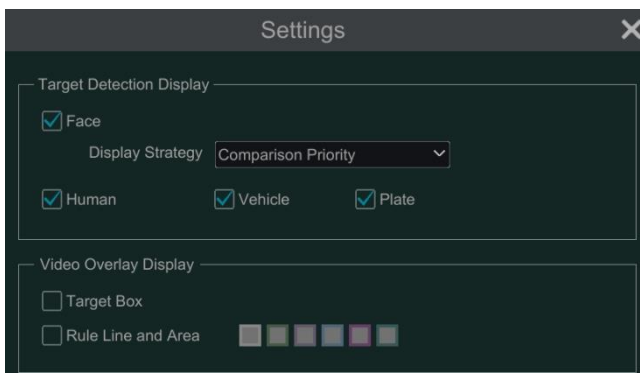 Settings
Target Detection Display
Face
Display Strategy Comparison Priority
Human Vehicle Plate
Video Overlay Display
Target Box
Rule Line and Area